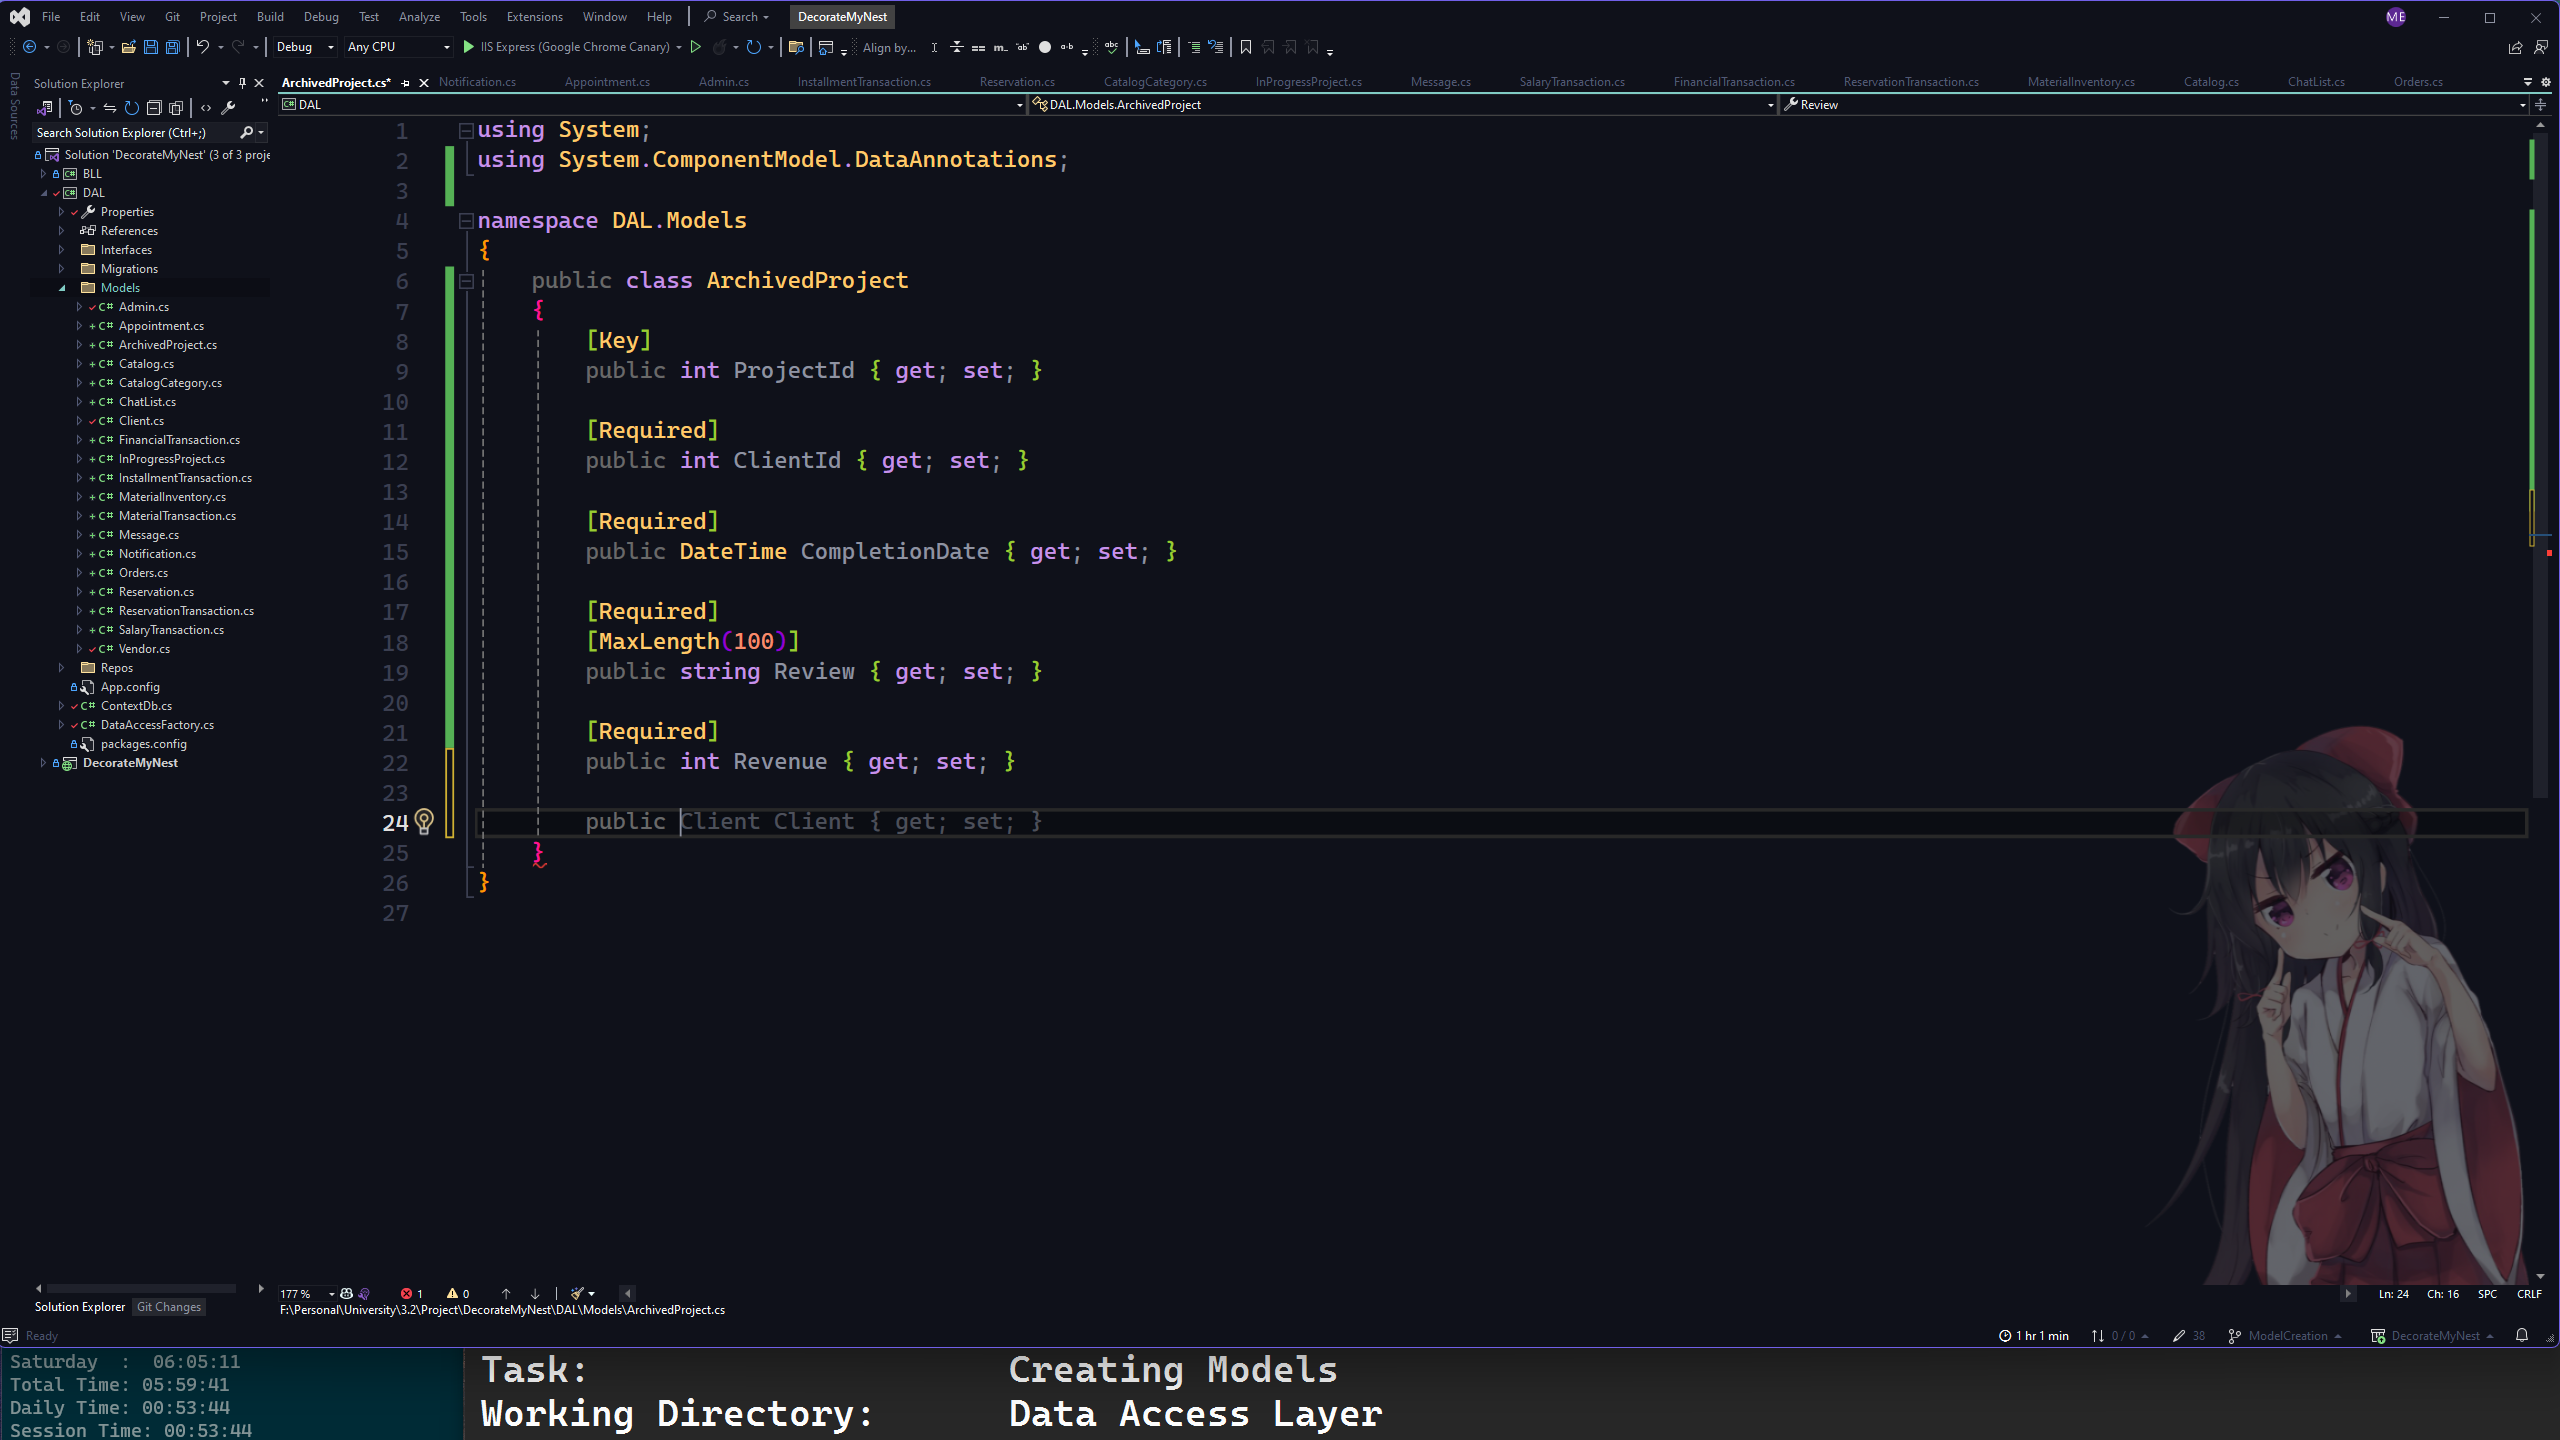 File Edit View Git Project Build Debug Test Analyze Tools Extensions Window Help Search DecorateMyNest ME
Debug Any CPU IIS Express (Google Chrome Canary) Align by...
Data Sources
Solution Explorer
Search Solution Explorer (Ctrl+;)
Solution 'DecorateMyNest' (3 of 3 proje
BLL
DAL
Properties
References
Interfaces
Migrations
Models
C# Admin.cs
C# Appointment.cs
C# ArchivedProject.cs
C# Catalog.cs
C# CatalogCategory.cs
C# ChatList.cs
C# Client.cs
C# FinancialTransaction.cs
C# InProgressProject.cs
C# InstallmentTransaction.cs
C# MaterialInventory.cs
C# MaterialTransaction.cs
C# Message.cs
C# Notification.cs
C# Orders.cs
C# Reservation.cs
C# ReservationTransaction.cs
C# SalaryTransaction.cs
C# Vendor.cs
Repos
App.config
C# ContextDb.cs
C# DataAccessFactory.cs
packages.config
DecorateMyNest
Solution Explorer Git Changes
ArchivedProject.cs* Notification.cs Appointment.cs Admin.cs InstallmentTransaction.cs Reservation.cs CatalogCategory.cs InProgressProject.cs Message.cs SalaryTransaction.cs FinancialTransaction.cs ReservationTransaction.cs MaterialInventory.cs Catalog.cs ChatList.cs Orders.cs
DAL DAL.Models.ArchivedProject Review
1 using System;
2 using System.ComponentModel.DataAnnotations;
3
4 namespace DAL.Models
5 {
6 public class ArchivedProject
7 {
8 [Key]
9 public int ProjectId { get; set; }
10
11 [Required]
12 public int ClientId { get; set; }
13
14 [Required]
15 public DateTime CompletionDate { get; set; }
16
17 [Required]
18 [MaxLength(100)]
19 public string Review { get; set; }
20
21 [Required]
22 public int Revenue { get; set; }
23
24 public Client Client { get; set; }
25 }
26 }
27
177 % 1 0 Ln: 24 Ch: 16 SPC CRLF
F:\Personal\University\3.2\Project\DecorateMyNest\DAL\Models\ArchivedProject.cs
Ready 1 hr 1 min 0 / 0 38 ModelCreation DecorateMyNest
Saturday : 06:05:11
Total Time: 05:59:41
Daily Time: 00:53:44
Session Time: 00:53:44
Task: Creating Models
Working Directory: Data Access Layer